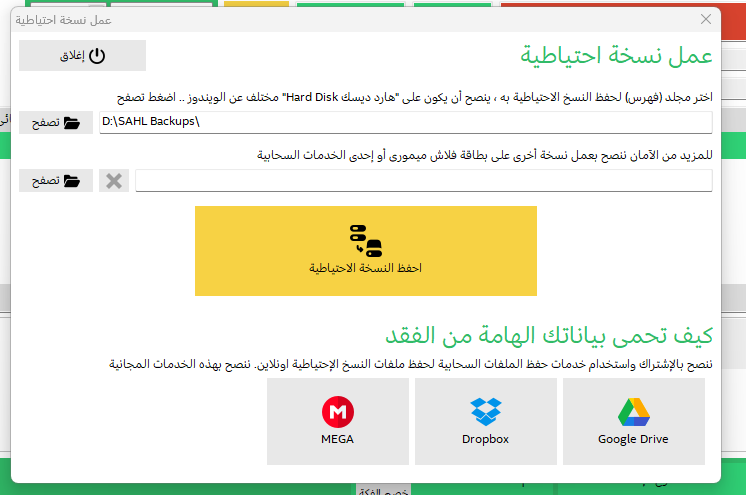 عمل نسخة احتياطية
عمل نسخة احتياطية
إغلاق
اختر مجلد (فهرس) لحفظ النسخ الاحتياطية به ، ينصح أن يكون على "هارد ديسك Hard Disk" مختلف عن الويندوز .. اضغط تصفح
D:\SAHL Backups\
تصفح
للمزيد من الآمان ننصح بعمل نسخة أخرى على بطاقة فلاش ميمورى أو إحدى الخدمات السحابية
تصفح
احفظ النسخة الاحتياطية
كيف تحمى بياناتك الهامة من الفقد
ننصح بالإشتراك واستخدام خدمات حفظ الملفات السحابية لحفظ ملفات النسخ الإحتياطية اونلاين. ننصح بهذه الخدمات المجانية
Google Drive
Dropbox
MEGA
خصم الفكة